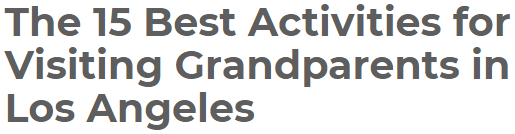 The 15 Best Activities for
Visiting Grandparents in
Los Angeles